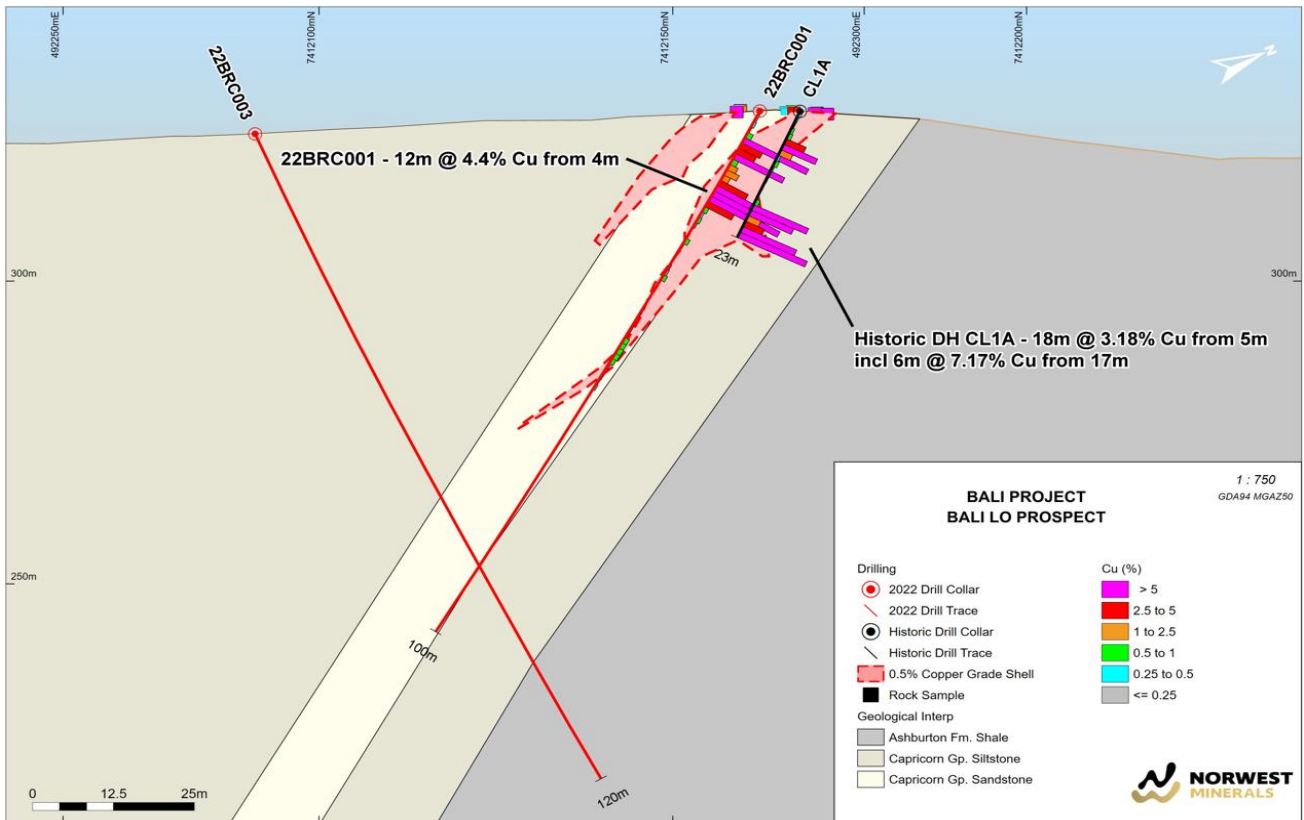 492250mE
7412100mN
7412150mN
492300mE
7412200mN
N
22BRC003
22BRC001
CL1A
22BRC001 - 12m @ 4.4% Cu from 4m
23m
300m
300m
Historic DH CL1A - 18m @ 3.18% Cu from 5m
incl 6m @ 7.17% Cu from 17m
250m
100m
120m
0 12.5 25m
1 : 750
GDA94 MGAZ50
BALI PROJECT
BALI LO PROSPECT
Drilling
2022 Drill Collar
2022 Drill Trace
Historic Drill Collar
Historic Drill Trace
0.5% Copper Grade Shell
Rock Sample
Geological Interp
Ashburton Fm. Shale
Capricorn Gp. Siltstone
Capricorn Gp. Sandstone
Cu (%)
> 5
2.5 to 5
1 to 2.5
0.5 to 1
0.25 to 0.5
<= 0.25
NORWEST
MINERALS